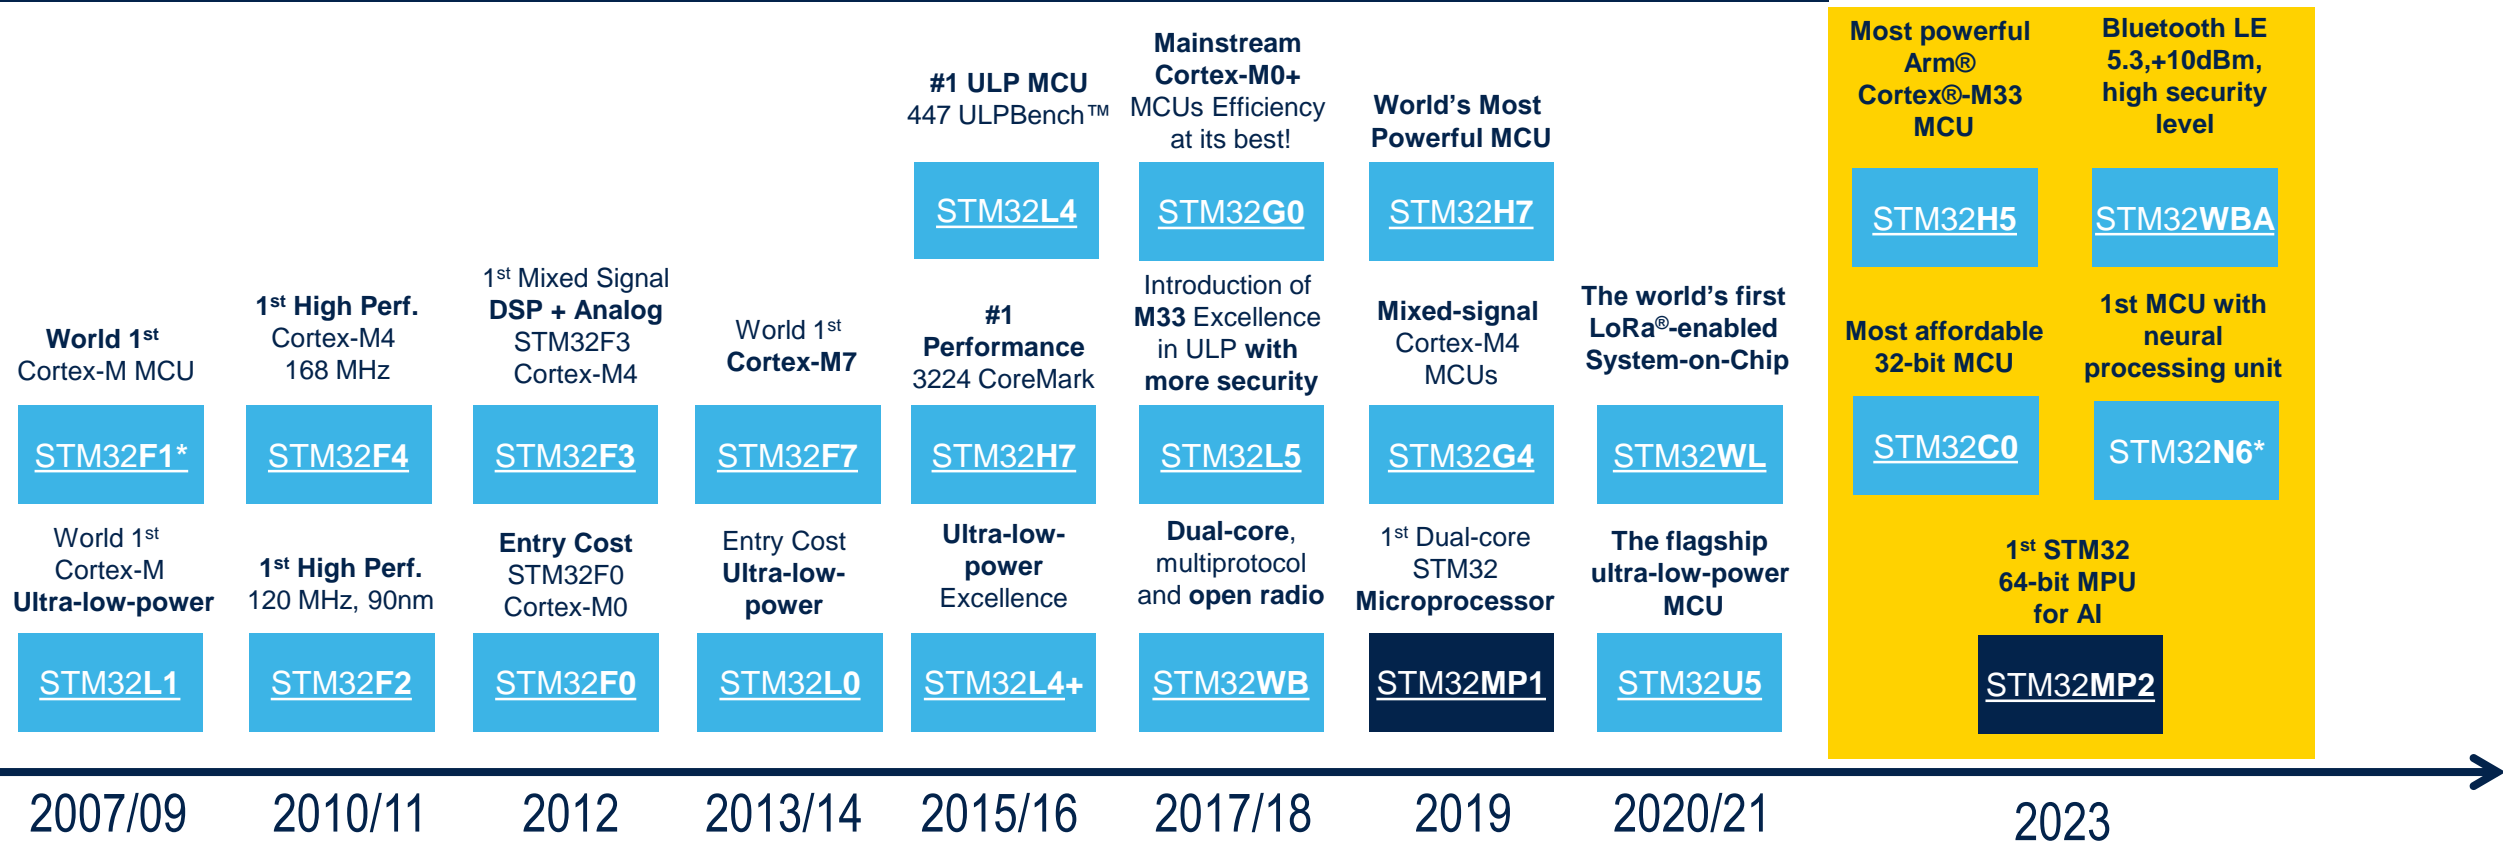 World 1st
Cortex-M MCU
STM32F1*
World 1st
Cortex-M
Ultra-low-power
STM32L1
2007/09
1st High Perf.
Cortex-M4
168 MHz
STM32F4
1st High Perf.
120 MHz, 90nm
STM32F2
2010/11
1st Mixed Signal
DSP + Analog
STM32F3
Cortex-M4
STM32F3
Entry Cost
STM32F0
Cortex-M0
STM32F0
2012
World 1st
Cortex-M7
STM32F7
Entry Cost
Ultra-low-
power
STM32L0
2013/14
#1 ULP MCU
447 ULPBench™
STM32L4
#1
Performance
3224 CoreMark
STM32H7
Ultra-low-
power
Excellence
STM32L4+
2015/16
Mainstream
Cortex-M0+
MCUs Efficiency
at its best!
STM32G0
Introduction of
M33 Excellence
in ULP with
more security
STM32L5
Dual-core,
multiprotocol
and open radio
STM32WB
2017/18
World's Most
Powerful MCU
STM32H7
Mixed-signal
Cortex-M4
MCUs
STM32G4
1st Dual-core
STM32
Microprocessor
STM32MP1
2019
The world's first
LoRa®-enabled
System-on-Chip
STM32WL
The flagship
ultra-low-power
MCU
STM32U5
2020/21
Most powerful
Arm®
Cortex®-M33
MCU
STM32H5
Bluetooth LE
5.3,+10dBm,
high security
level
STM32WBA
Most affordable
32-bit MCU
STM32C0
1st MCU with
neural
processing unit
STM32N6*
1st STM32
64-bit MPU
for AI
STM32MP2
2023